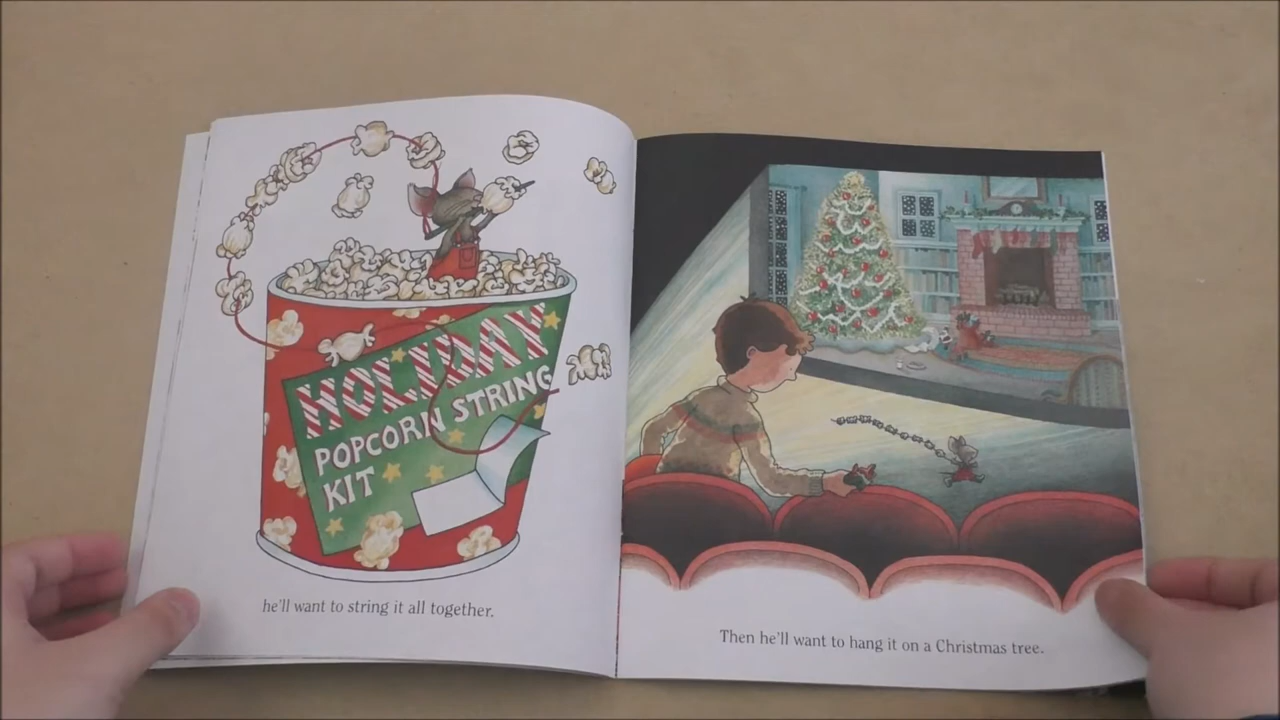 HOLIDAY
POPCORN STRING
KIT
he'll want to string it all together.
Then he'll want to hang it on a Christmas tree.